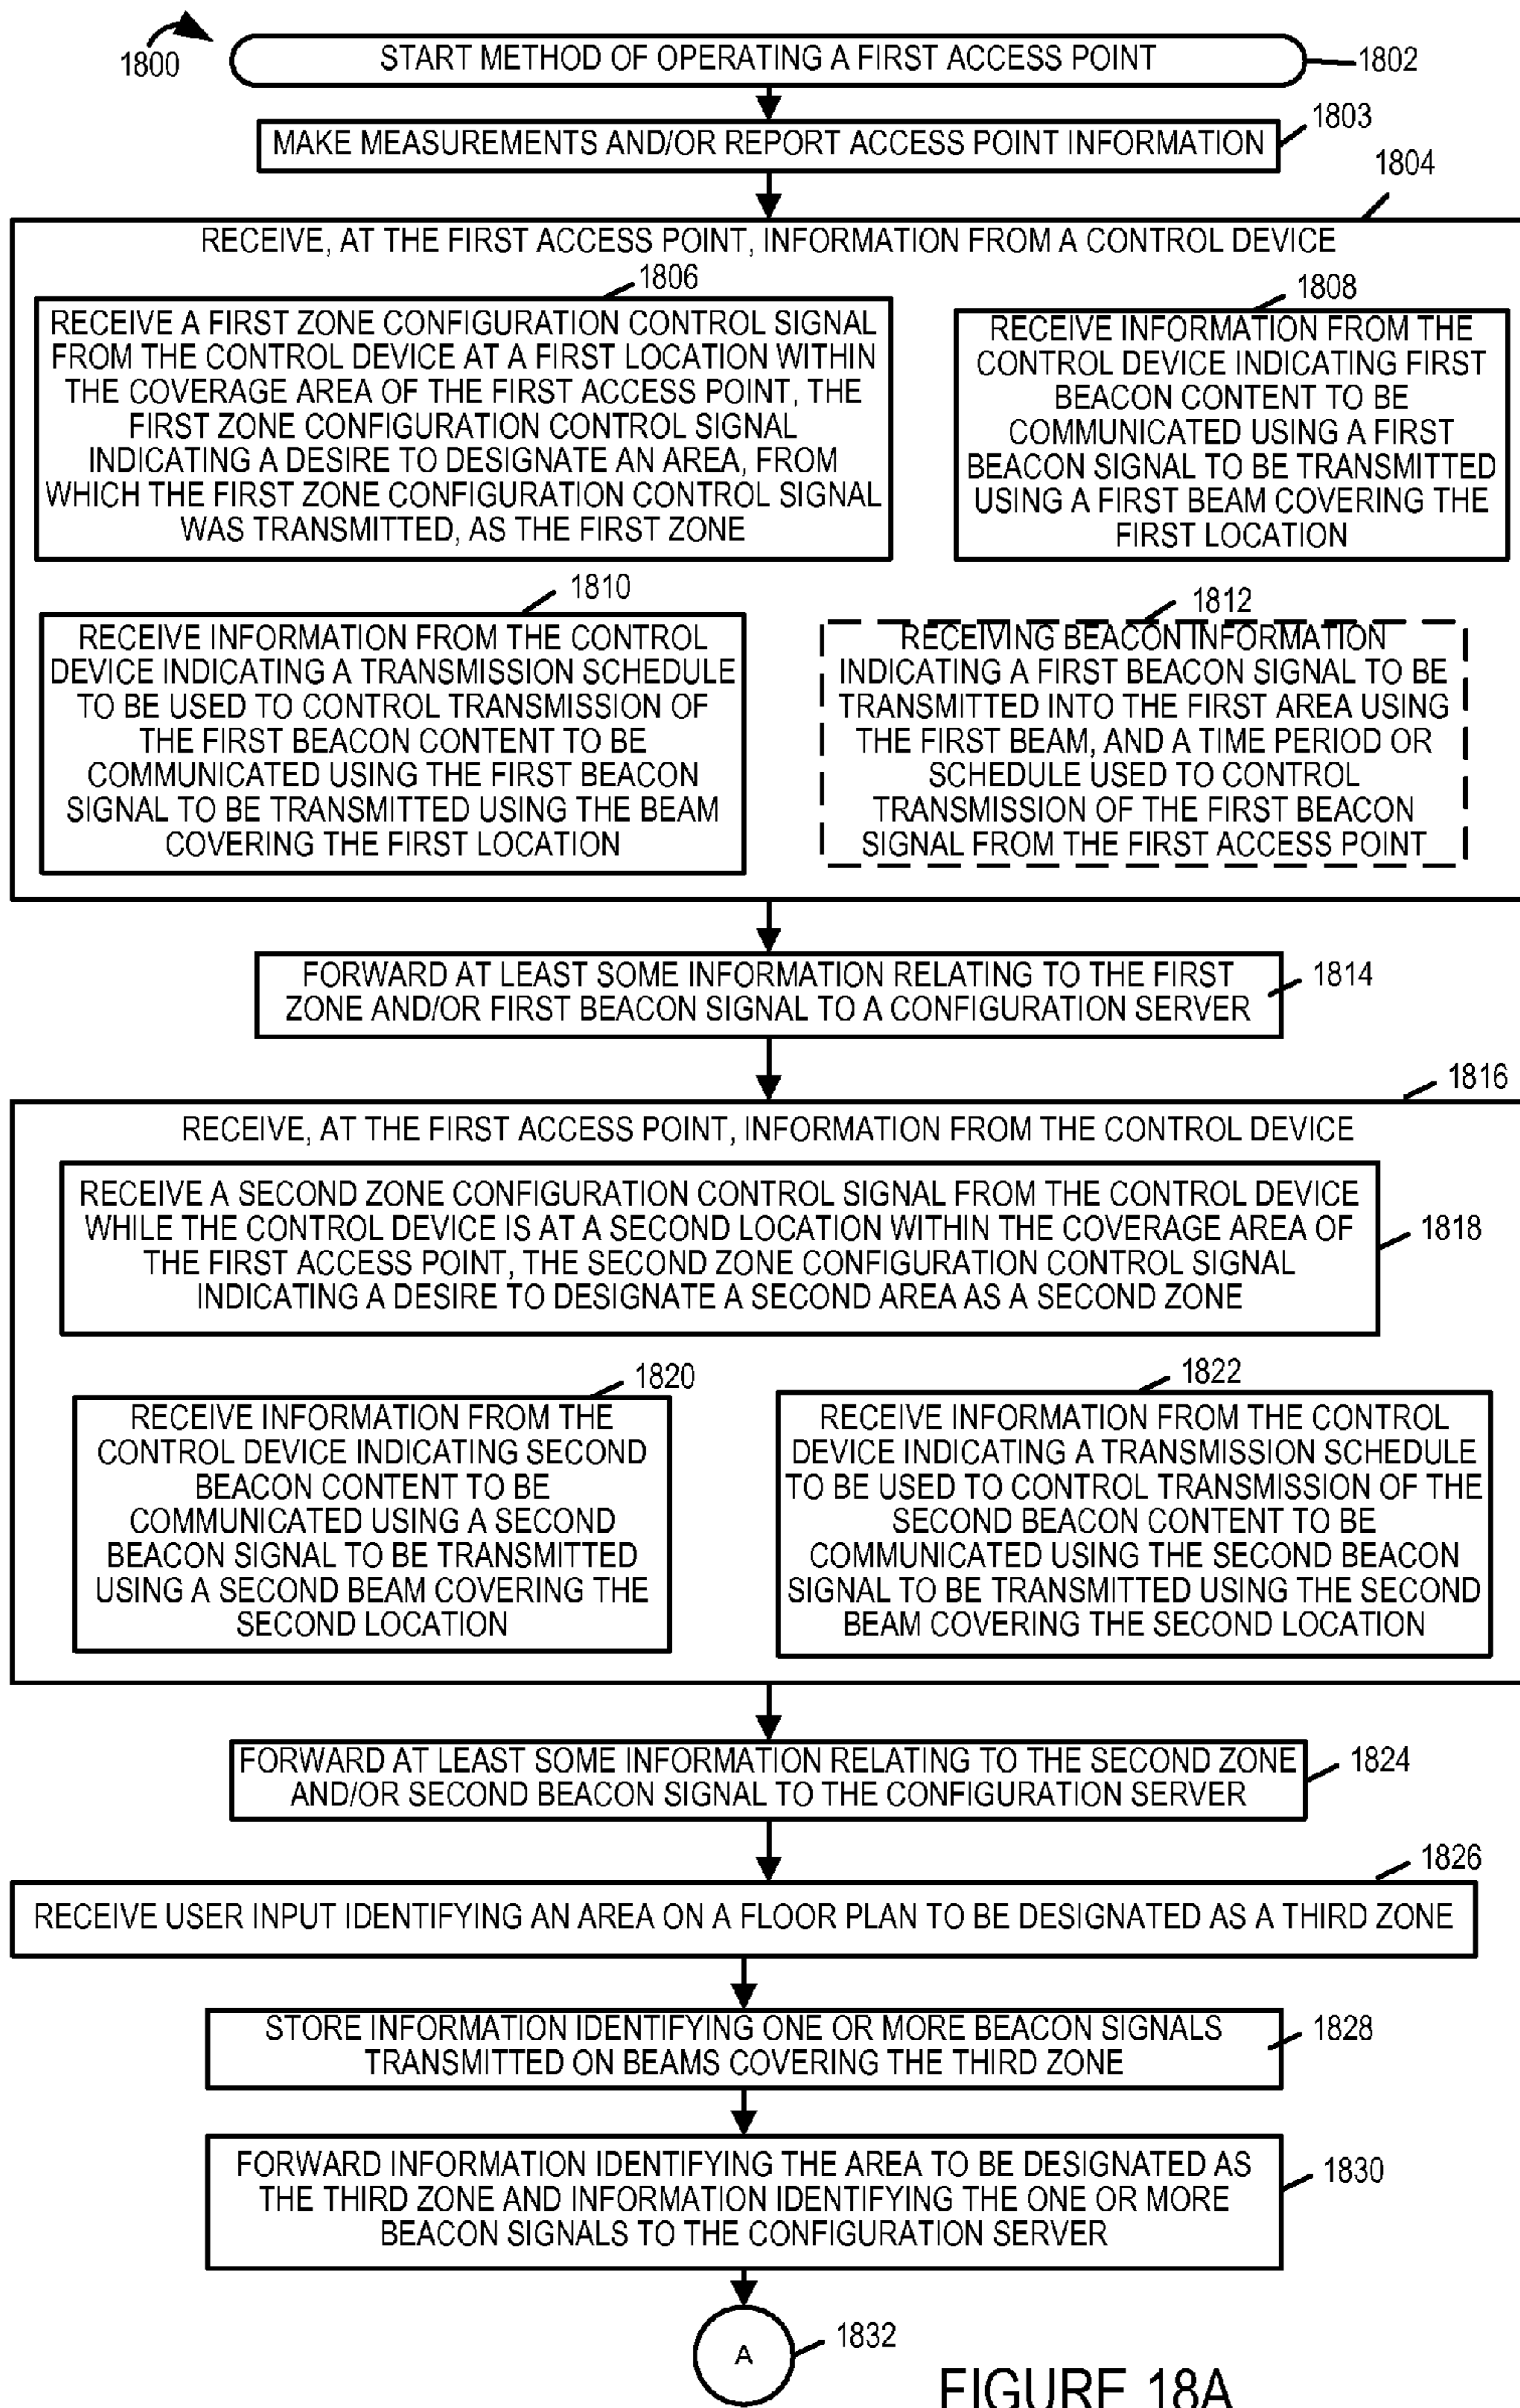 1800
START METHOD OF OPERATING A FIRST ACCESS POINT
1802
MAKE MEASUREMENTS AND/OR REPORT ACCESS POINT INFORMATION
1803
1804
RECEIVE, AT THE FIRST ACCESS POINT, INFORMATION FROM A CONTROL DEVICE
1806
RECEIVE A FIRST ZONE CONFIGURATION CONTROL SIGNAL
FROM THE CONTROL DEVICE AT A FIRST LOCATION WITHIN
THE COVERAGE AREA OF THE FIRST ACCESS POINT, THE
FIRST ZONE CONFIGURATION CONTROL SIGNAL
INDICATING A DESIRE TO DESIGNATE AN AREA, FROM
WHICH THE FIRST ZONE CONFIGURATION CONTROL SIGNAL
WAS TRANSMITTED, AS THE FIRST ZONE
1808
RECEIVE INFORMATION FROM THE
CONTROL DEVICE INDICATING FIRST
BEACON CONTENT TO BE
COMMUNICATED USING A FIRST
BEACON SIGNAL TO BE TRANSMITTED
USING A FIRST BEAM COVERING THE
FIRST LOCATION
1810
RECEIVE INFORMATION FROM THE CONTROL
DEVICE INDICATING A TRANSMISSION SCHEDULE
TO BE USED TO CONTROL TRANSMISSION OF
THE FIRST BEACON CONTENT TO BE
COMMUNICATED USING THE FIRST BEACON
SIGNAL TO BE TRANSMITTED USING THE BEAM
COVERING THE FIRST LOCATION
1812
RECEIVING BEACON INFORMATION
INDICATING A FIRST BEACON SIGNAL TO BE
TRANSMITTED INTO THE FIRST AREA USING
THE FIRST BEAM, AND A TIME PERIOD OR
SCHEDULE USED TO CONTROL
TRANSMISSION OF THE FIRST BEACON
SIGNAL FROM THE FIRST ACCESS POINT
FORWARD AT LEAST SOME INFORMATION RELATING TO THE FIRST
ZONE AND/OR FIRST BEACON SIGNAL TO A CONFIGURATION SERVER
1814
1816
RECEIVE, AT THE FIRST ACCESS POINT, INFORMATION FROM THE CONTROL DEVICE
RECEIVE A SECOND ZONE CONFIGURATION CONTROL SIGNAL FROM THE CONTROL DEVICE
WHILE THE CONTROL DEVICE IS AT A SECOND LOCATION WITHIN THE COVERAGE AREA OF
THE FIRST ACCESS POINT, THE SECOND ZONE CONFIGURATION CONTROL SIGNAL
INDICATING A DESIRE TO DESIGNATE A SECOND AREA AS A SECOND ZONE
1818
1820
RECEIVE INFORMATION FROM THE
CONTROL DEVICE INDICATING SECOND
BEACON CONTENT TO BE
COMMUNICATED USING A SECOND
BEACON SIGNAL TO BE TRANSMITTED
USING A SECOND BEAM COVERING THE
SECOND LOCATION
1822
RECEIVE INFORMATION FROM THE CONTROL
DEVICE INDICATING A TRANSMISSION SCHEDULE
TO BE USED TO CONTROL TRANSMISSION OF THE
SECOND BEACON CONTENT TO BE
COMMUNICATED USING THE SECOND BEACON
SIGNAL TO BE TRANSMITTED USING THE SECOND
BEAM COVERING THE SECOND LOCATION
FORWARD AT LEAST SOME INFORMATION RELATING TO THE SECOND ZONE
AND/OR SECOND BEACON SIGNAL TO THE CONFIGURATION SERVER
1824
1826
RECEIVE USER INPUT IDENTIFYING AN AREA ON A FLOOR PLAN TO BE DESIGNATED AS A THIRD ZONE
STORE INFORMATION IDENTIFYING ONE OR MORE BEACON SIGNALS
TRANSMITTED ON BEAMS COVERING THE THIRD ZONE
1828
FORWARD INFORMATION IDENTIFYING THE AREA TO BE DESIGNATED AS
THE THIRD ZONE AND INFORMATION IDENTIFYING THE ONE OR MORE
BEACON SIGNALS TO THE CONFIGURATION SERVER
1830
A
1832
FIGURE 18A